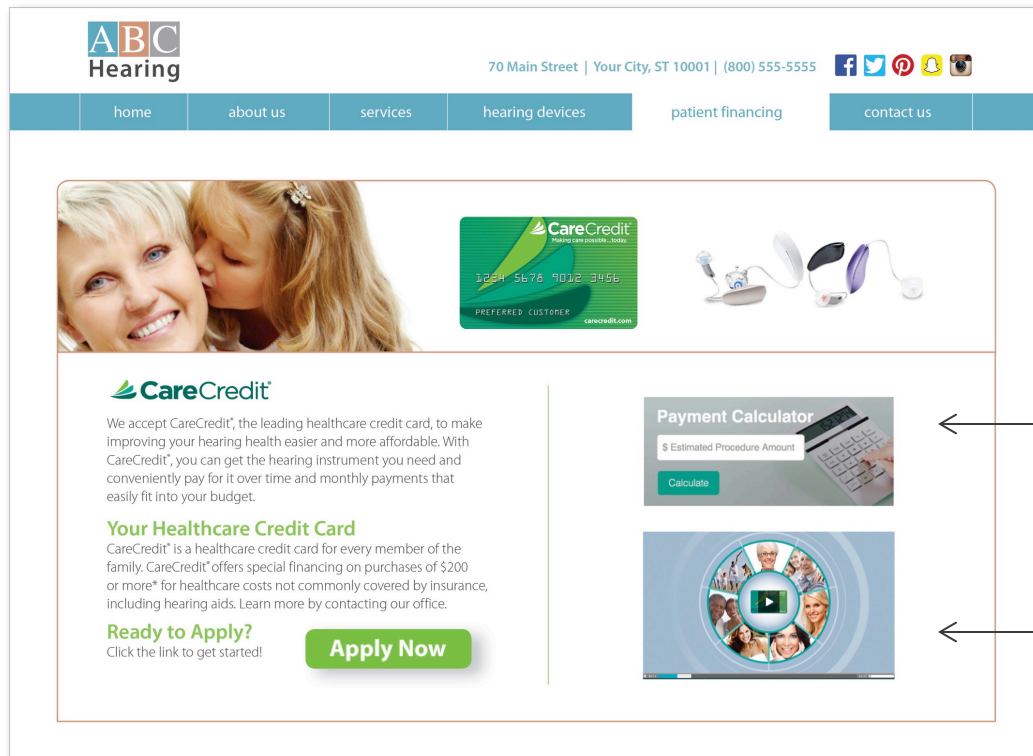 ABC
Hearing
70 Main Street | Your City, ST 10001 | (800) 555-5555
home about us services hearing devices patient financing contact us
CareCredit®
Making care possible...today.
1234 5678 9012 3456
PREFERRED CUSTOMER
carecredit.com
CareCredit®
We accept CareCredit®, the leading healthcare credit card, to make
improving your hearing health easier and more affordable. With
CareCredit®, you can get the hearing instrument you need and
conveniently pay for it over time and monthly payments that
easily fit into your budget.
Your Healthcare Credit Card
CareCredit® is a healthcare credit card for every member of the
family. CareCredit® offers special financing on purchases of $200
or more* for healthcare costs not commonly covered by insurance,
including hearing aids. Learn more by contacting our office.
Ready to Apply?
Click the link to get started!
Apply Now
Payment Calculator
$ Estimated Procedure Amount
Calculate